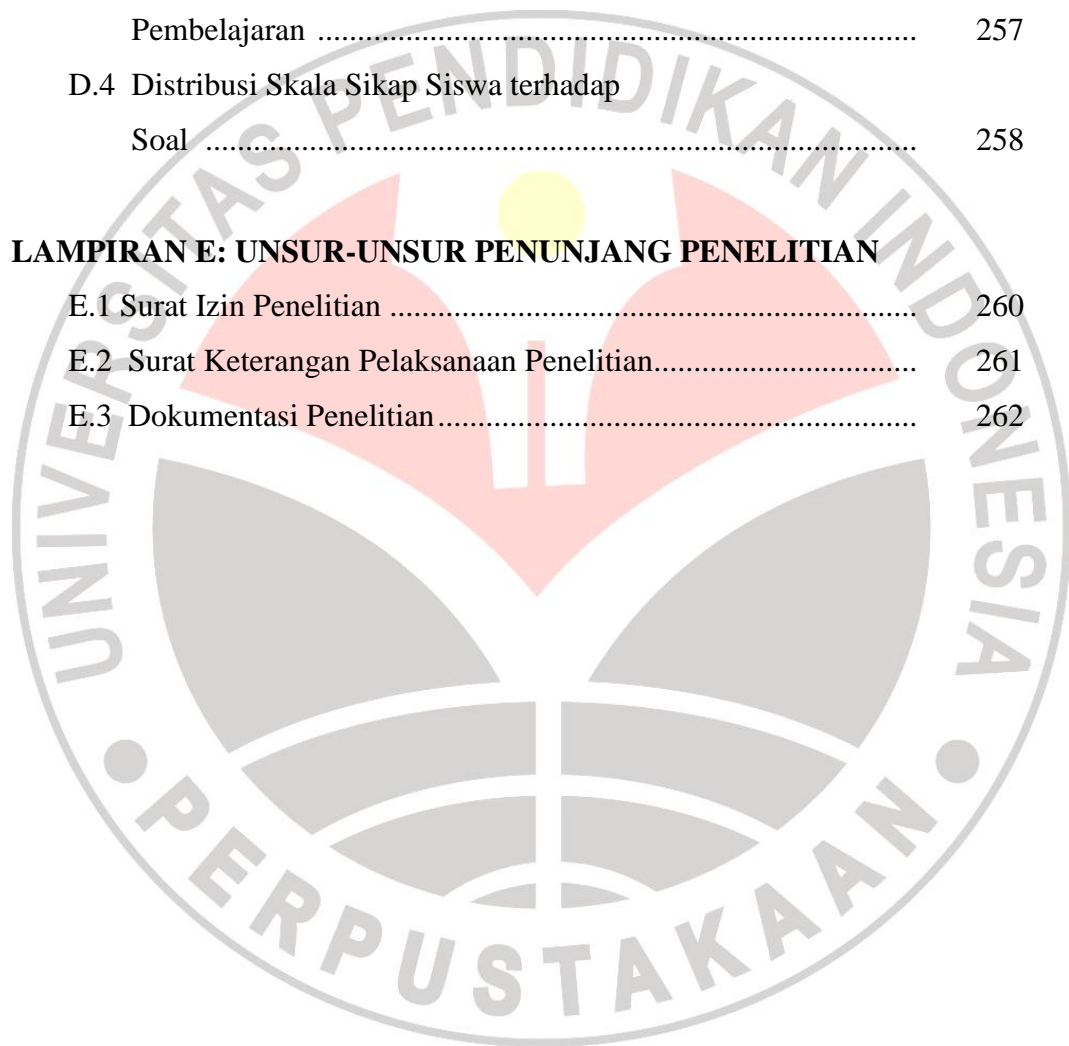 Pembelajaran ........................................................................... 257
D.4 Distribusi Skala Sikap Siswa terhadap
Soal ......................................................................................... 258
LAMPIRAN E: UNSUR-UNSUR PENUNJANG PENELITIAN
E.1 Surat Izin Penelitian .................................................................. 260
E.2 Surat Keterangan Pelaksanaan Penelitian................................. 261
E.3 Dokumentasi Penelitian............................................................ 262
UNIVERSITAS PENDIDIKAN INDONESIA
PERPUSTAKAAN